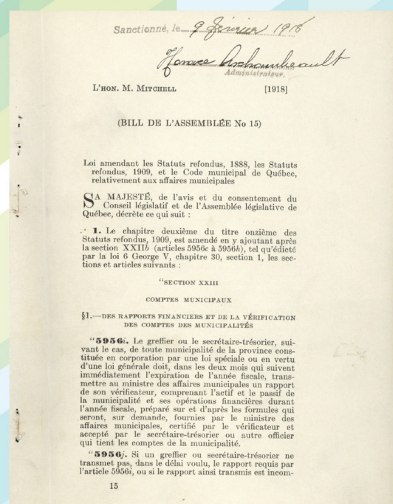 Sanctionné, le 9 février 1918
Horace Archambeault
Administrateur.
L'HON. M. MITCHELL [1918]
(BILL DE L'ASSEMBLÉE No 15)
Loi amendant les Statuts refondus, 1888, les Statuts
refondus, 1909, et le Code municipal de Québec,
relativement aux affaires municipales
SA MAJESTÉ, de l'avis et du consentement du
Conseil législatif et de l'Assemblée législative de
Québec, décrète ce qui suit :
1. Le chapitre deuxième du titre onzième des
Statuts refondus, 1909, est amendé en y ajoutant après
la section XXIIb (articles 5956c à 5956h), tel qu'édicté
par la loi 6 George V, chapitre 30, section 1, les sec-
tions et articles suivants :
"SECTION XXIII
COMPTES MUNICIPAUX
§1.—DES RAPPORTS FINANCIERS ET DE LA VÉRIFICATION
DES COMPTES DES MUNICIPALITÉS
"5956i. Le greffier ou le secrétaire-trésorier, sui-
vant le cas, de toute municipalité de la province cons-
tituée en corporation par une loi spéciale ou en vertu
d'une loi générale doit, dans les deux mois qui suivent
immédiatement l'expiration de l'année fiscale, trans-
mettre au ministre des affaires municipales un rapport
de son vérificateur, comprenant l'actif et le passif de
la municipalité et ses opérations financières durant
l'année fiscale, préparé sur et d'après les formules qui
seront, sur demande, fournies par le ministre des
affaires municipales, certifié par le vérificateur et
accepté par le secrétaire-trésorier ou autre officier
qui tient les comptes de la municipalité.
"5956j. Si un greffier ou secrétaire-trésorier ne
transmet pas, dans le délai voulu, le rapport requis par
l'article 5956i, ou si le rapport ainsi transmis est incom-
15